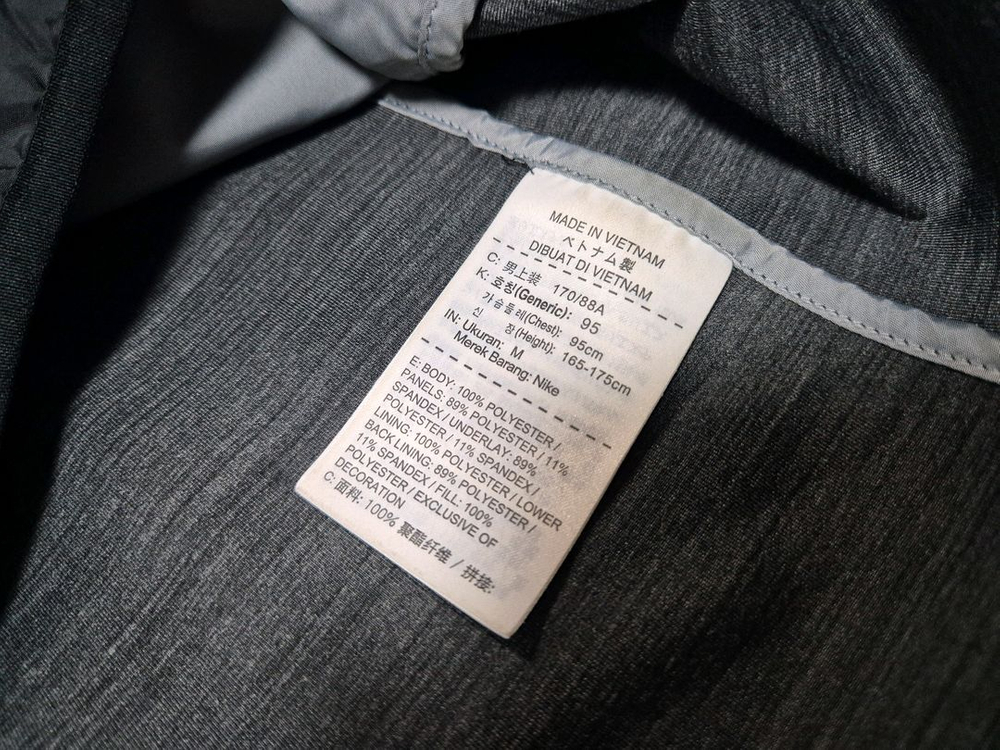 MADE IN VIETNAM
ベトナム製
DIBUAT DI VIETNAM
C: 男上装 170/88A
K: 호칭(Generic): 95
가슴둘레(Chest): 95cm
신 장(Height): 165-175cm
IN: Ukuran: M
Merek Barang: Nike
E: BODY: 100% POLYESTER /
PANELS: 89% POLYESTER / 11%
SPANDEX / UNDERLAY: 89%
POLYESTER / 11% SPANDEX /
LINING: 100% POLYESTER / LOWER
BACK LINING: 89% POLYESTER /
11% SPANDEX / FILL: 100%
POLYESTER / EXCLUSIVE OF
DECORATION
C: 面料: 100% 聚酯纤维 / 拼接: